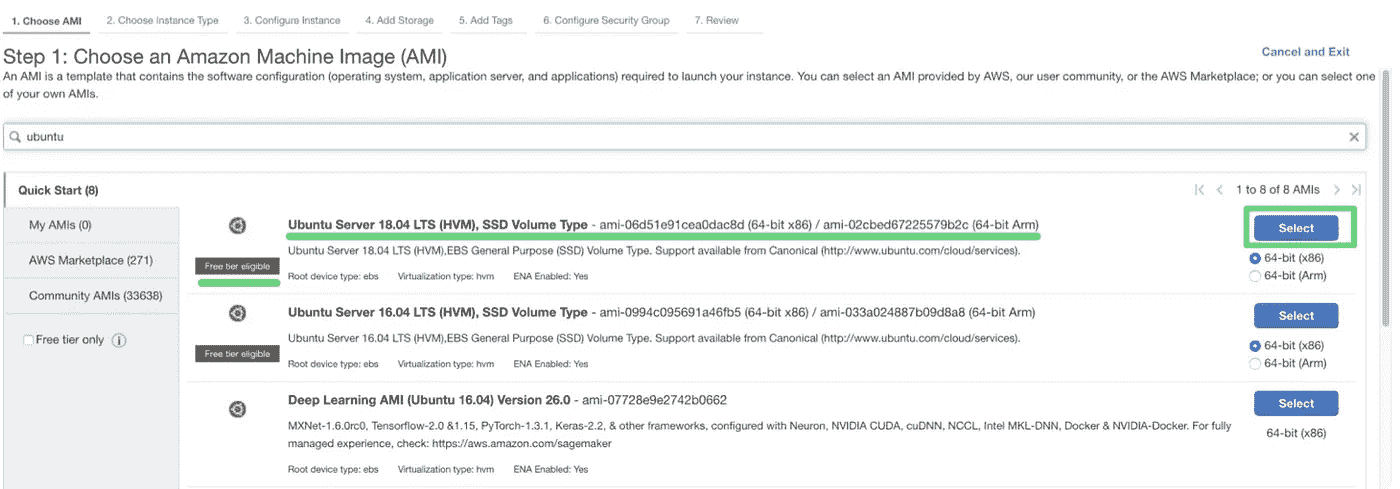 1. Choose AMI 2. Choose Instance Type 3. Configure Instance 4. Add Storage 5. Add Tags 6. Configure Security Group 7. Review
Step 1: Choose an Amazon Machine Image (AMI)
Cancel and Exit
An AMI is a template that contains the software configuration (operating system, application server, and applications) required to launch your instance. You can select an AMI provided by AWS, our user community, or the AWS Marketplace; or you can select one
of your own AMIs.
ubuntu
Quick Start (8)
1 to 8 of 8 AMIs
My AMIs (0)
AWS Marketplace (271)
Community AMIs (33638)
Free tier only
Ubuntu Server 18.04 LTS (HVM), SSD Volume Type - ami-06d51e91cea0dac8d (64-bit x86) / ami-02cbed67225579b2c (64-bit Arm)
Select
Ubuntu Server 18.04 LTS (HVM),EBS General Purpose (SSD) Volume Type. Support available from Canonical (http://www.ubuntu.com/cloud/services).
64-bit (x86)
Free tier eligible
Root device type: ebs Virtualization type: hvm ENA Enabled: Yes
64-bit (Arm)
Ubuntu Server 16.04 LTS (HVM), SSD Volume Type - ami-0994c095691a46fb5 (64-bit x86) / ami-033a024887b09d8a8 (64-bit Arm)
Select
Ubuntu Server 16.04 LTS (HVM),EBS General Purpose (SSD) Volume Type. Support available from Canonical (http://www.ubuntu.com/cloud/services).
64-bit (x86)
Free tier eligible
Root device type: ebs Virtualization type: hvm ENA Enabled: Yes
64-bit (Arm)
Deep Learning AMI (Ubuntu 16.04) Version 26.0 - ami-07728e9e2742b0662
Select
MXNet-1.6.0rc0, Tensorflow-2.0 &1.15, PyTorch-1.3.1, Keras-2.2, & other frameworks, configured with Neuron, NVIDIA CUDA, cuDNN, NCCL, Intel MKL-DNN, Docker & NVIDIA-Docker. For fully
64-bit (x86)
managed experience, check: https://aws.amazon.com/sagemaker
Root device type: ebs Virtualization type: hvm ENA Enabled: Yes